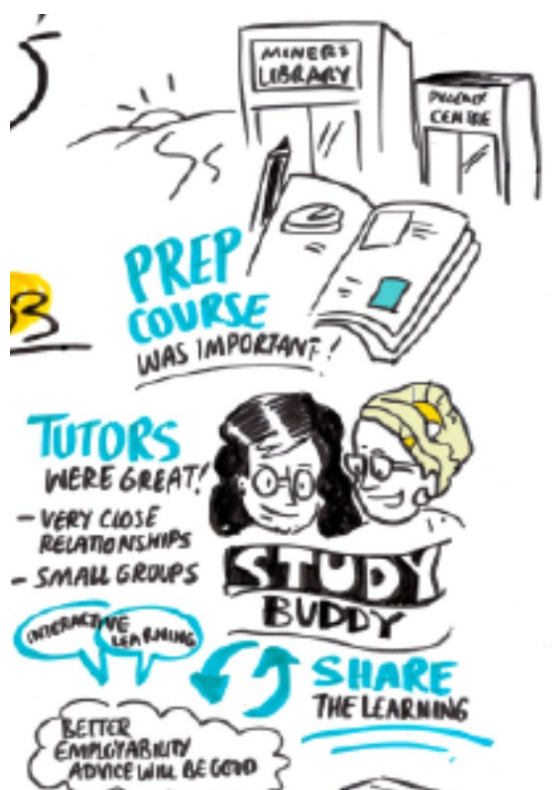 MINERS
LIBRARY
PHOENIX
CENTRE
PREP
COURSE
WAS IMPORTANT!
TUTORS
WERE GREAT!
- VERY CLOSE
RELATIONSHIPS
- SMALL GROUPS
STUDY
BUDDY
INTERACTIVE
LEARNING
SHARE
THE LEARNING
BETTER
EMPLOYABILITY
ADVICE WILL BE GOOD